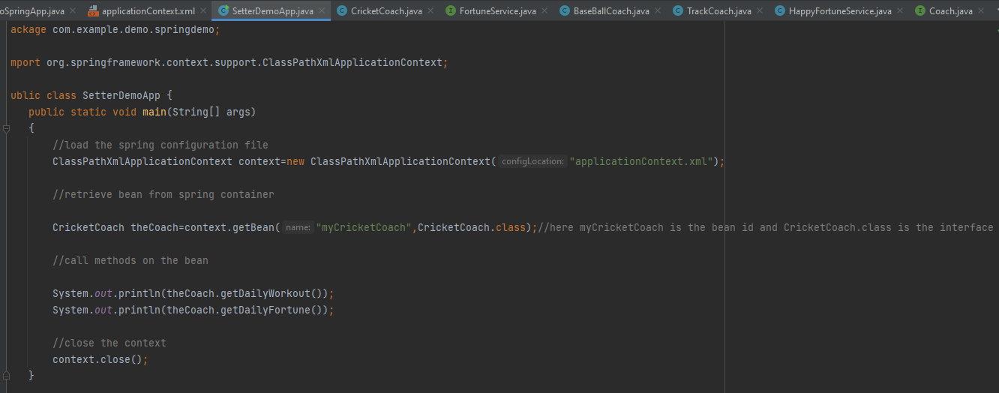 oSpringApp.java applicationContext.xml SetterDemoApp.java CricketCoach.java FortuneService.java BaseBallCoach.java TrackCoach.java HappyFortuneService.java Coach.java
ackage com.example.demo.springdemo;
mport org.springframework.context.support.ClassPathXmlApplicationContext;
ublic class SetterDemoApp {
public static void main(String[] args)
{
//load the spring configuration file
ClassPathXmlApplicationContext context=new ClassPathXmlApplicationContext( configLocation: "applicationContext.xml");
//retrieve bean from spring container
CricketCoach theCoach=context.getBean( name: "myCricketCoach",CricketCoach.class);//here myCricketCoach is the bean id and CricketCoach.class is the interface
//call methods on the bean
System.out.println(theCoach.getDailyWorkout());
System.out.println(theCoach.getDailyFortune());
//close the context
context.close();
}